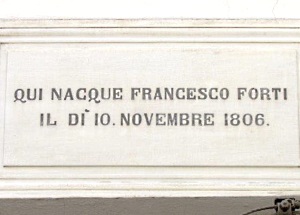 QUI NACQUE FRANCESCO FORTI
IL DÌ 10. NOVEMBRE 1806.